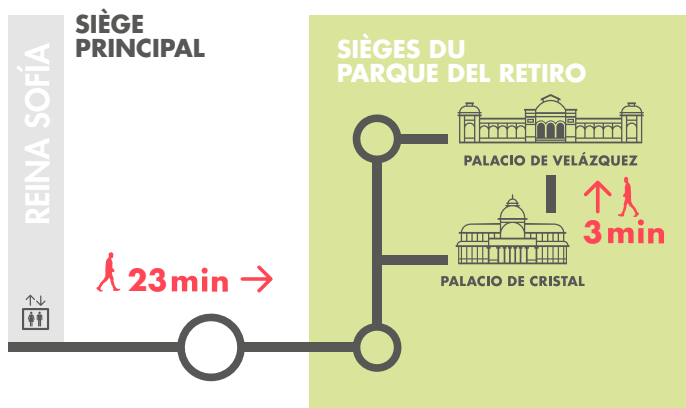 REINA SOFÍA
SIÈGE
PRINCIPAL
SIÈGES DU
PARQUE DEL RETIRO
PALACIO DE VELÁZQUEZ
3 min
PALACIO DE CRISTAL
23 min